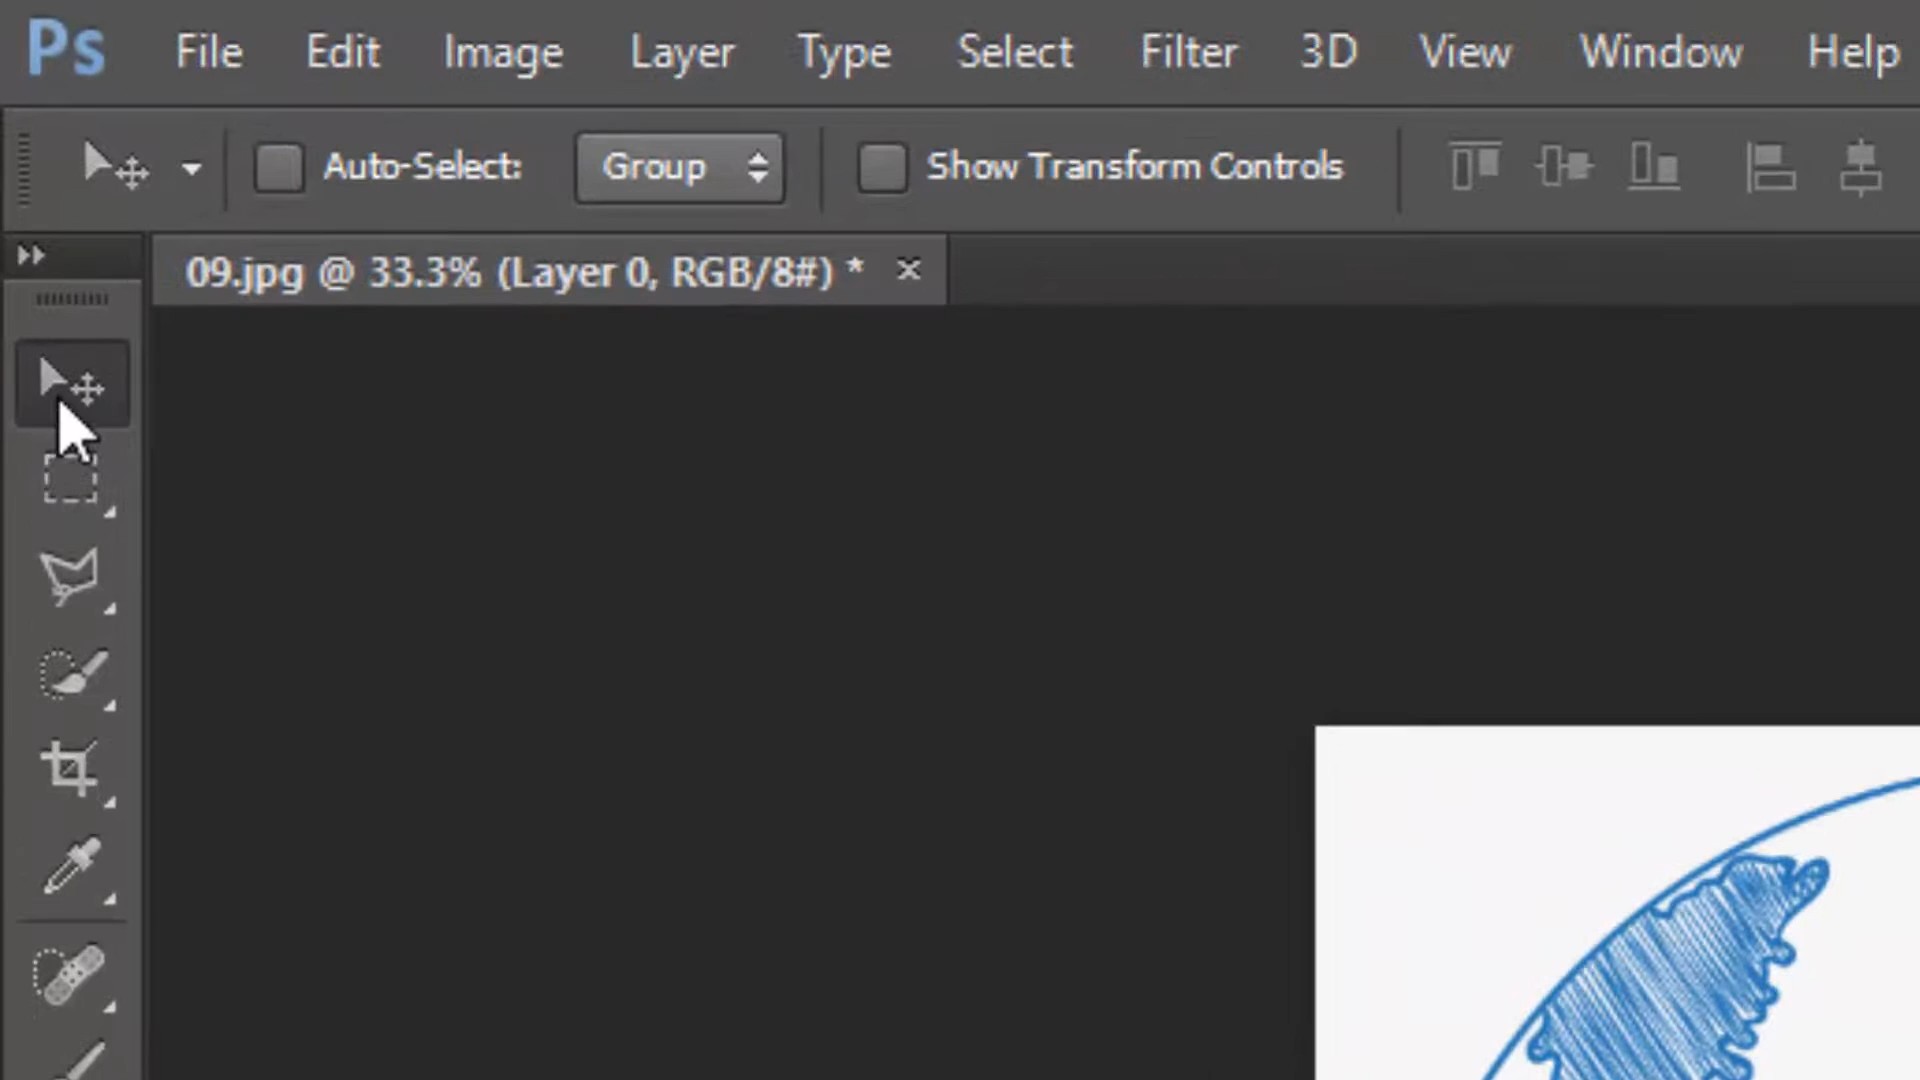 Ps File Edit Image Layer Type Select Filter 3D View Window Help
Auto-Select: Group Show Transform Controls
09.jpg @ 33.3% (Layer 0, RGB/8#) * ×